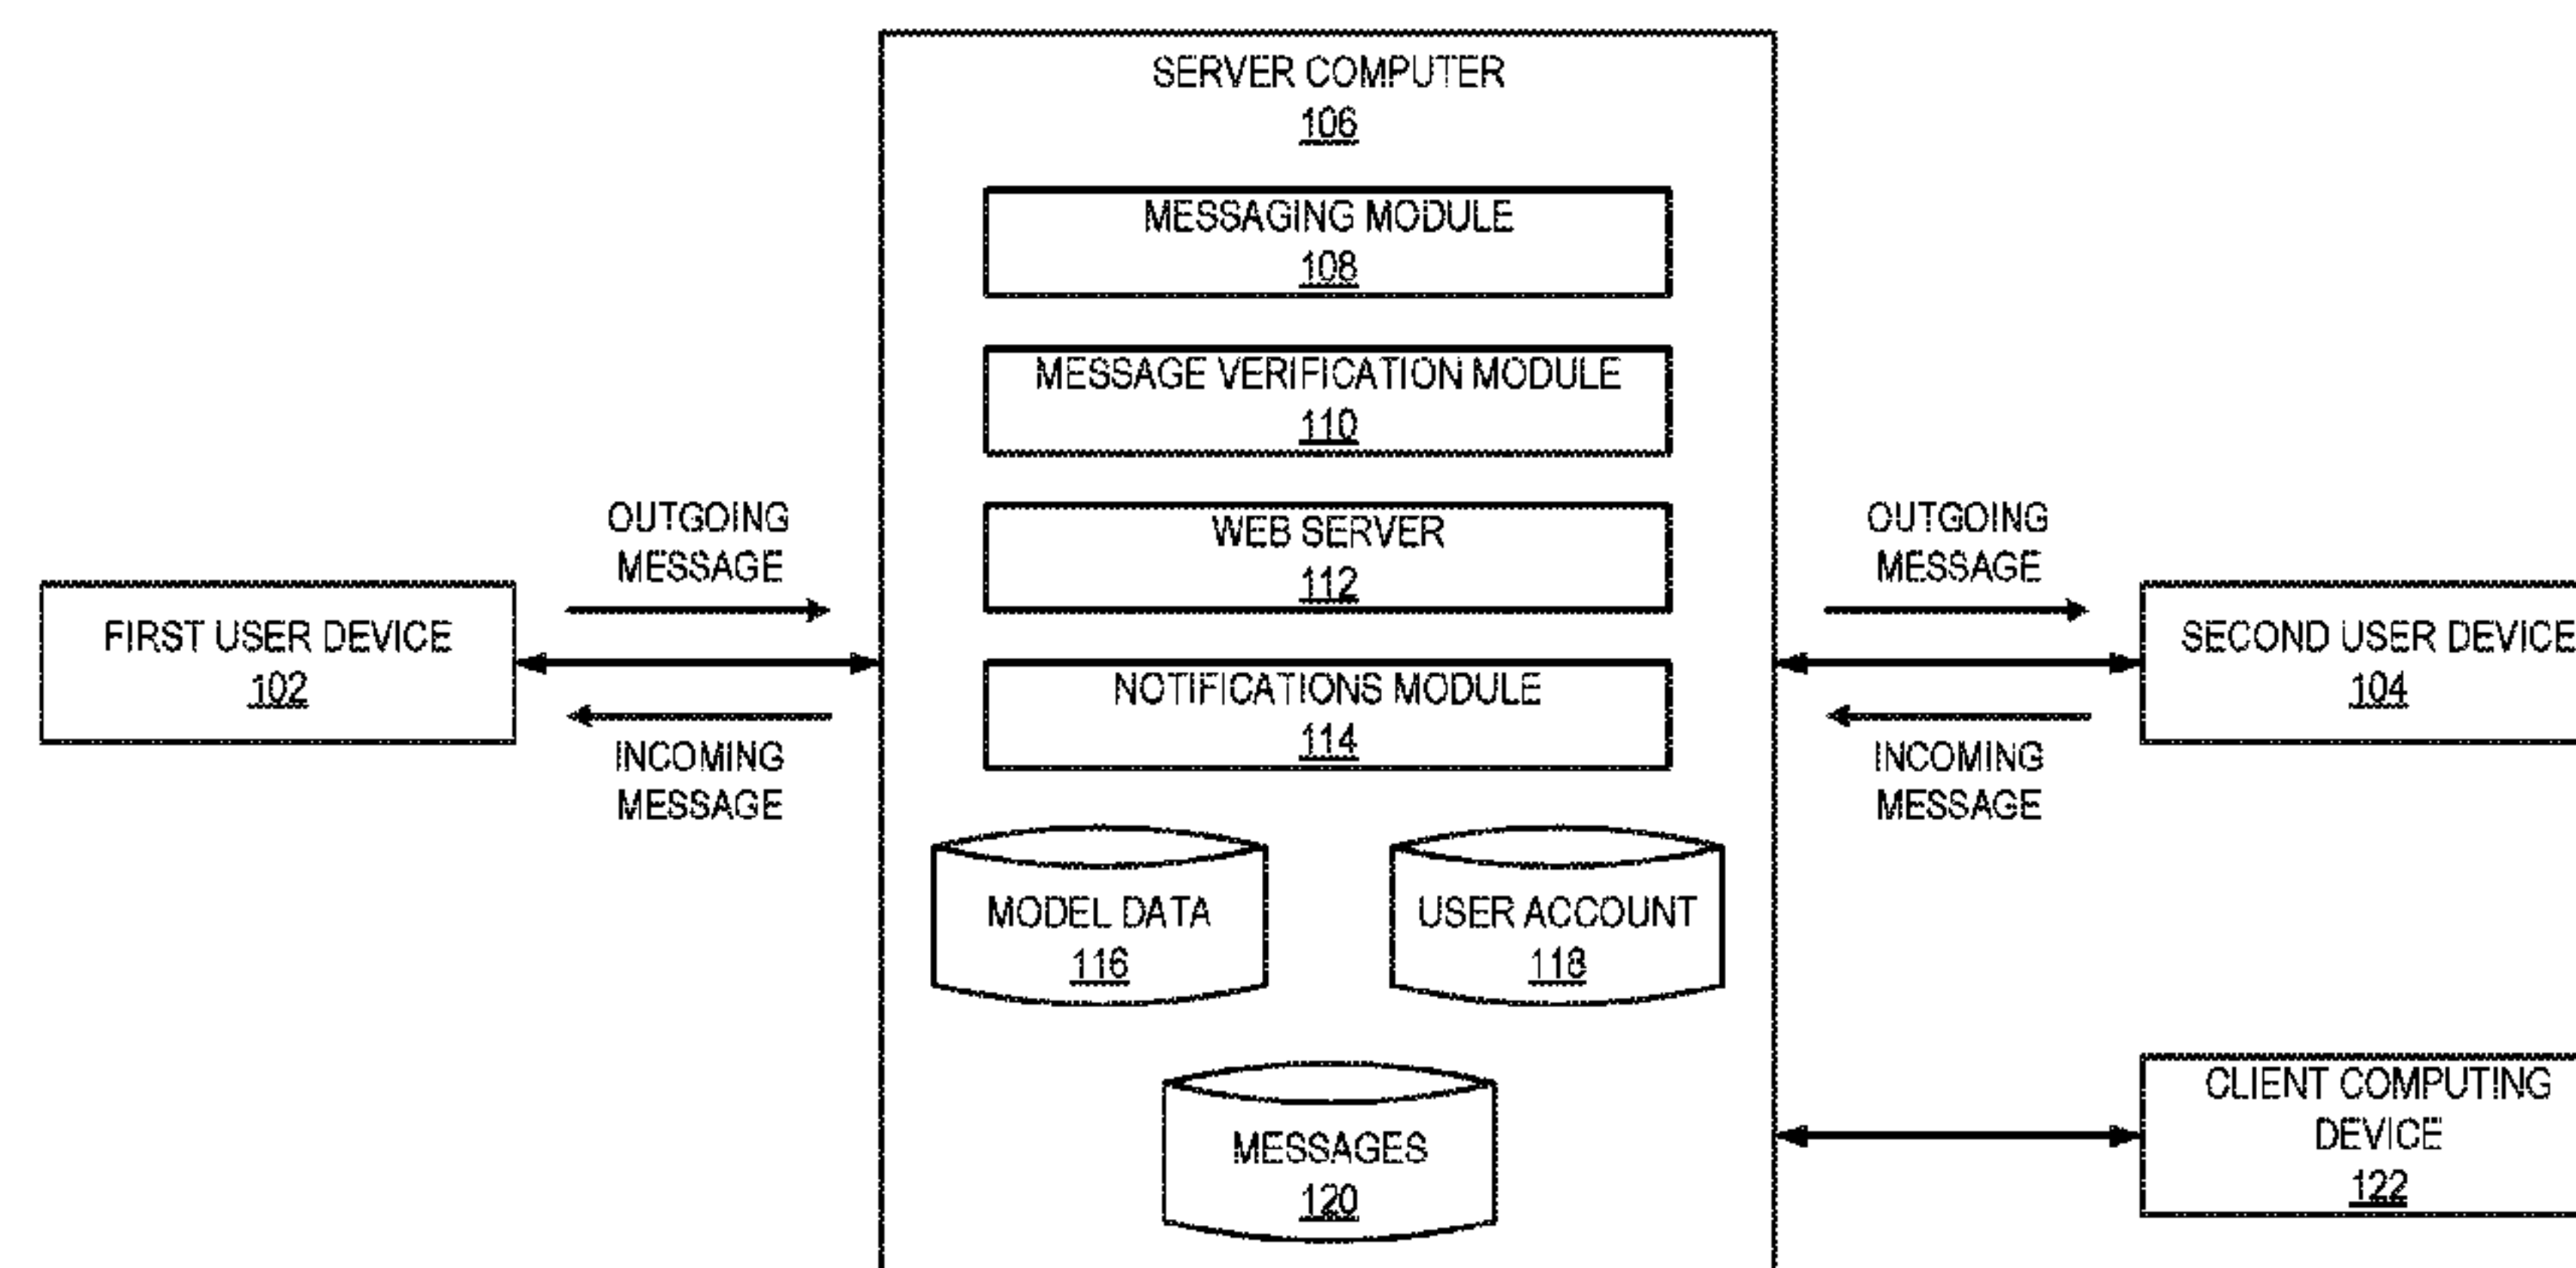 SERVER COMPUTER
106
MESSAGING MODULE
108
MESSAGE VERIFICATION MODULE
110
WEB SERVER
112
NOTIFICATIONS MODULE
114
MODEL DATA
116
USER ACCOUNT
118
MESSAGES
120
FIRST USER DEVICE
102
OUTGOING
MESSAGE
INCOMING
MESSAGE
OUTGOING
MESSAGE
INCOMING
MESSAGE
SECOND USER DEVICE
104
CLIENT COMPUTING
DEVICE
122